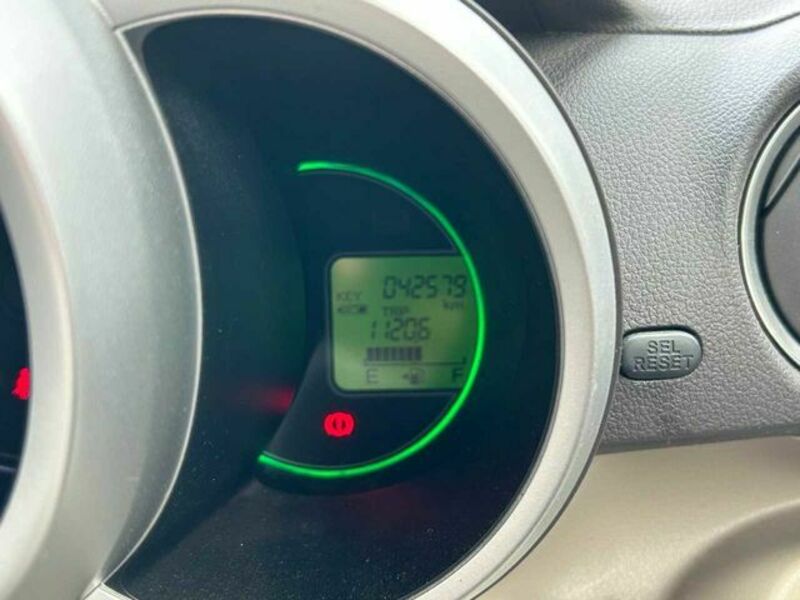 KEY 042579
km
TRIP
1120.6
E F
SEL
RESET